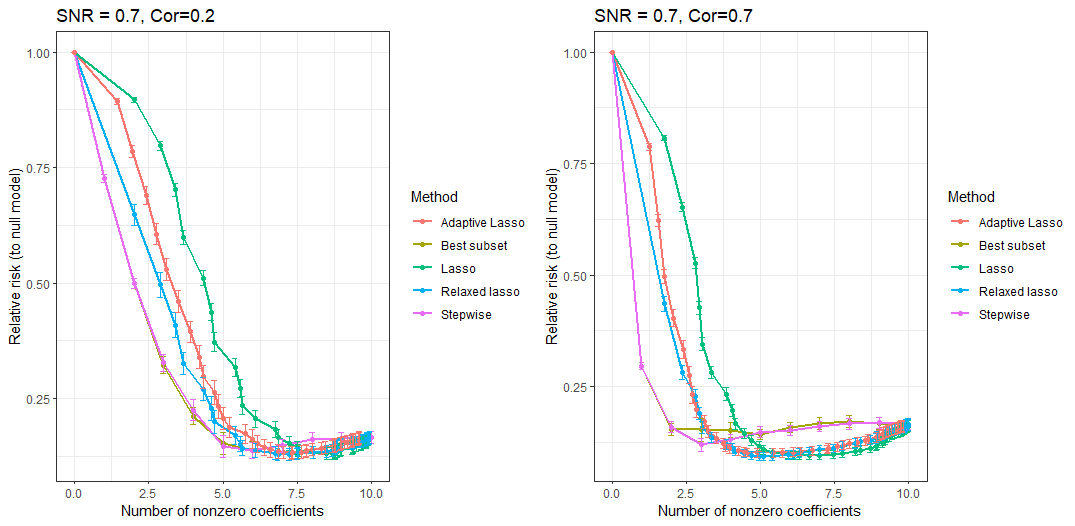 SNR = 0.7, Cor=0.2
1.00
0.75
0.50
0.25
0.0
2.5
5.0
7.5
10.0
Number of nonzero coefficients
Relative risk (to null model)
Method
Adaptive Lasso
Best subset
Lasso
Relaxed lasso
Stepwise
SNR = 0.7, Cor=0.7
1.00
0.75
0.50
0.25
0.0
2.5
5.0
7.5
10.0
Number of nonzero coefficients
Relative risk (to null model)
Method
Adaptive Lasso
Best subset
Lasso
Relaxed lasso
Stepwise